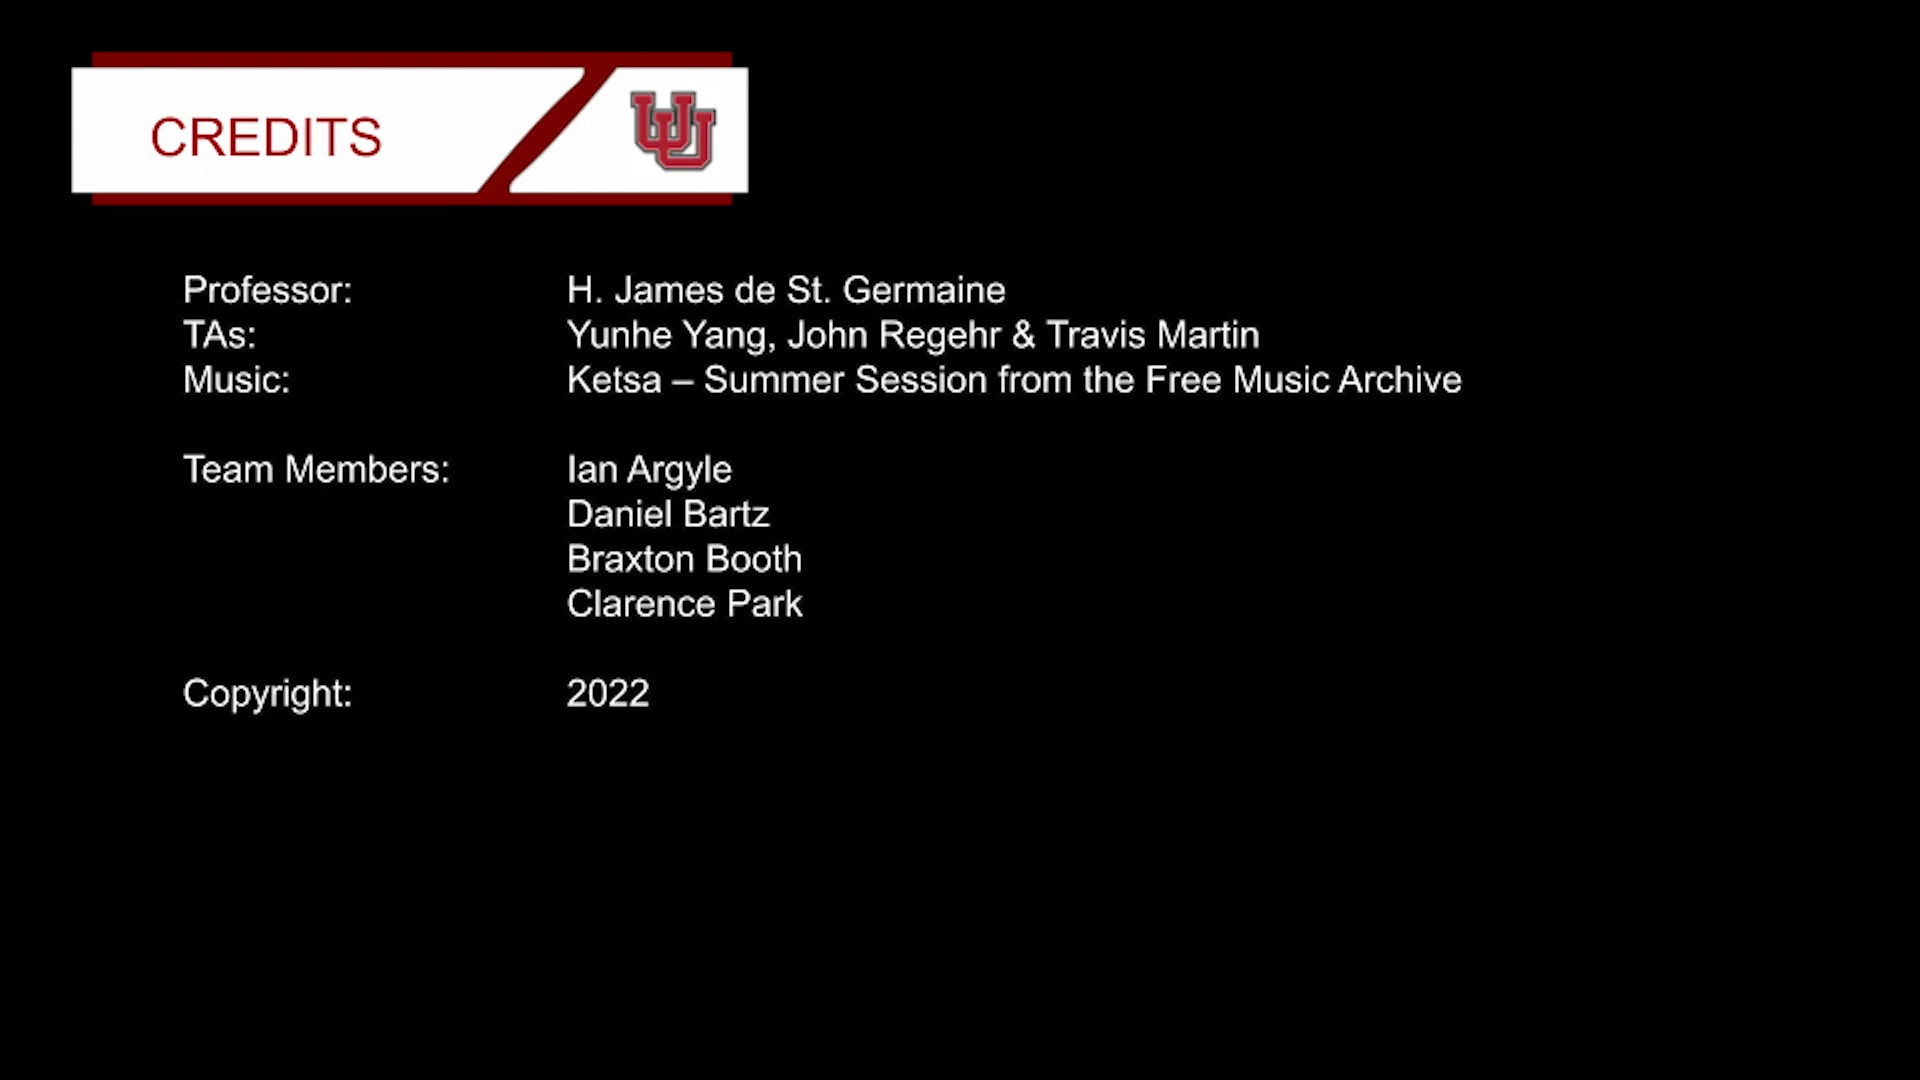 CREDITS
Professor: H. James de St. Germaine
TAs: Yunhe Yang, John Regehr & Travis Martin
Music: Ketsa – Summer Session from the Free Music Archive
Team Members: Ian Argyle
Daniel Bartz
Braxton Booth
Clarence Park
Copyright: 2022